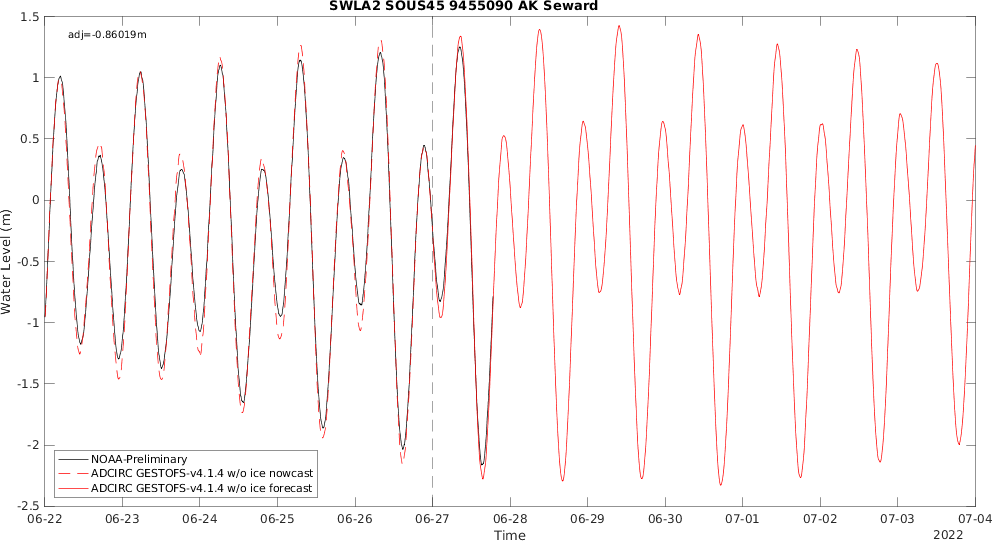 SWLA2 SOUS45 9455090 AK Seward
adj=-0.86019m
1.5
1
0.5
0
-0.5
-1
-1.5
-2
-2.5
Water Level (m)
NOAA-Preliminary
ADCIRC GESTOFS-v4.1.4 w/o ice nowcast
ADCIRC GESTOFS-v4.1.4 w/o ice forecast
06-22 06-23 06-24 06-25 06-26 06-27 06-28 06-29 06-30 07-01 07-02 07-03 07-04
Time
2022